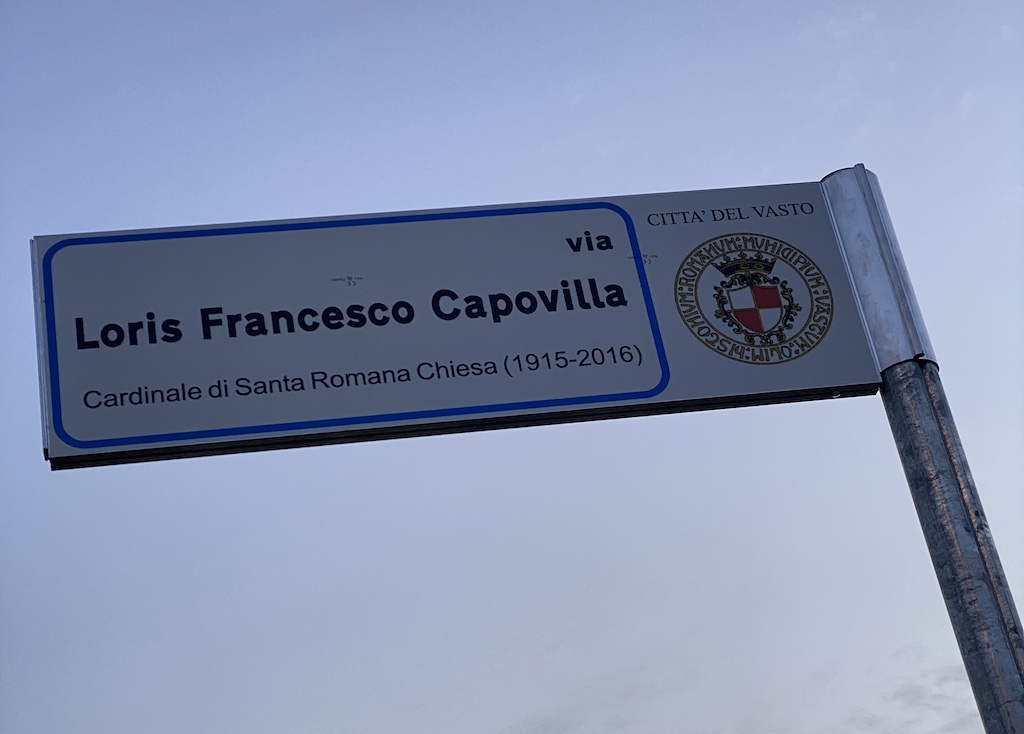 via
Loris Francesco Capovilla
Cardinale di Santa Romana Chiesa (1915-2016)
CITTA' DEL VASTO